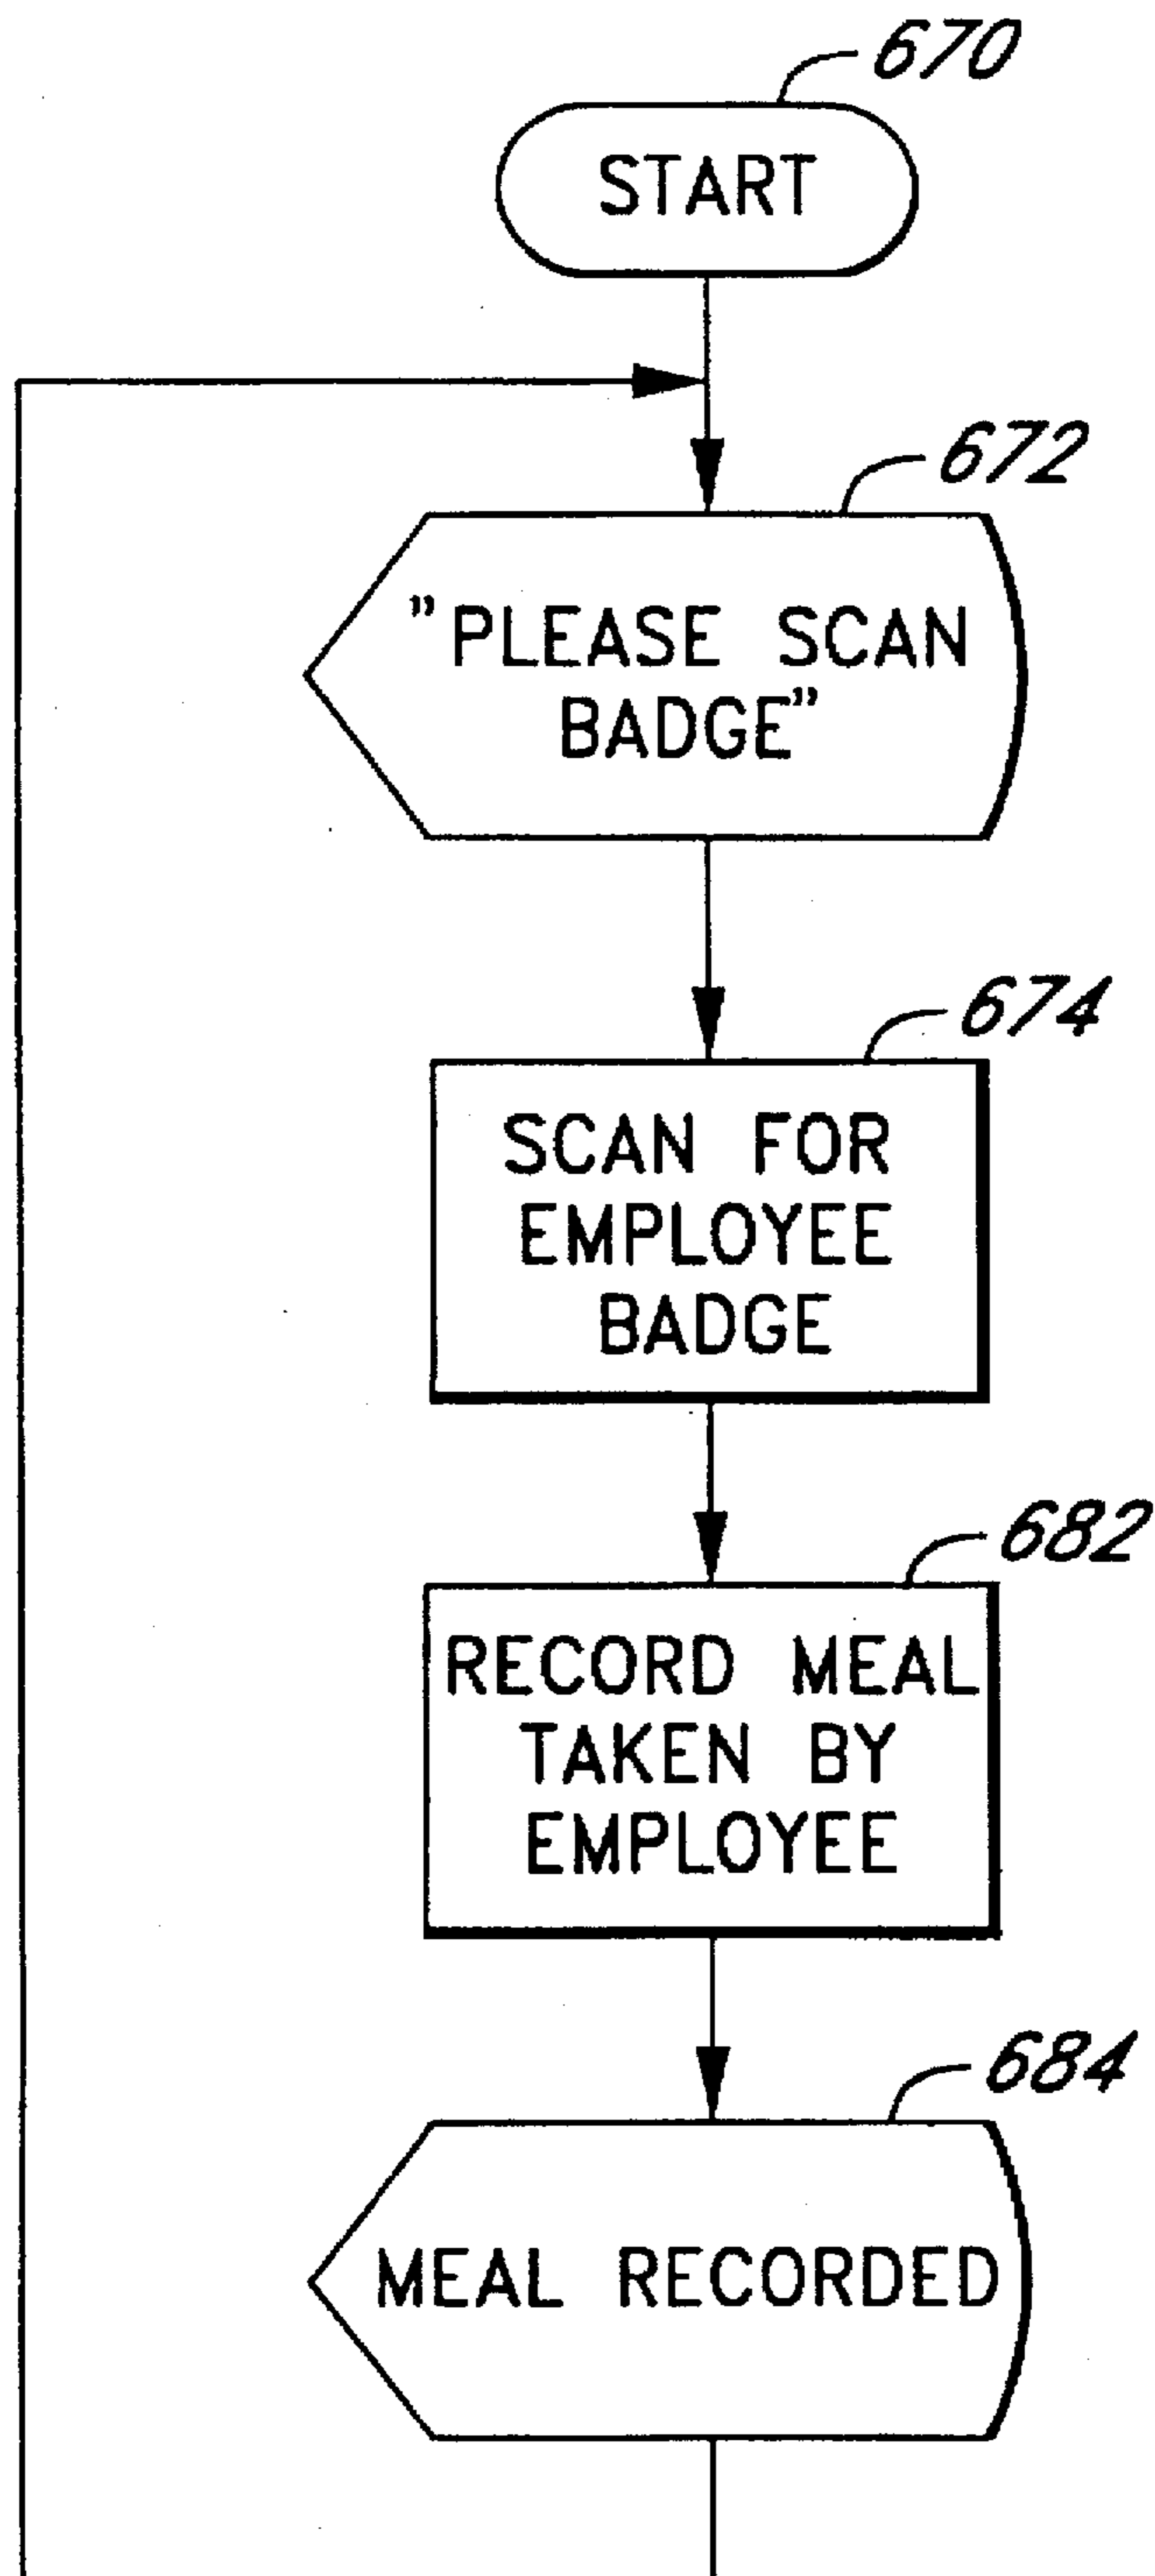 670
START
672
"PLEASE SCAN
BADGE"
674
SCAN FOR
EMPLOYEE
BADGE
682
RECORD MEAL
TAKEN BY
EMPLOYEE
684
MEAL RECORDED